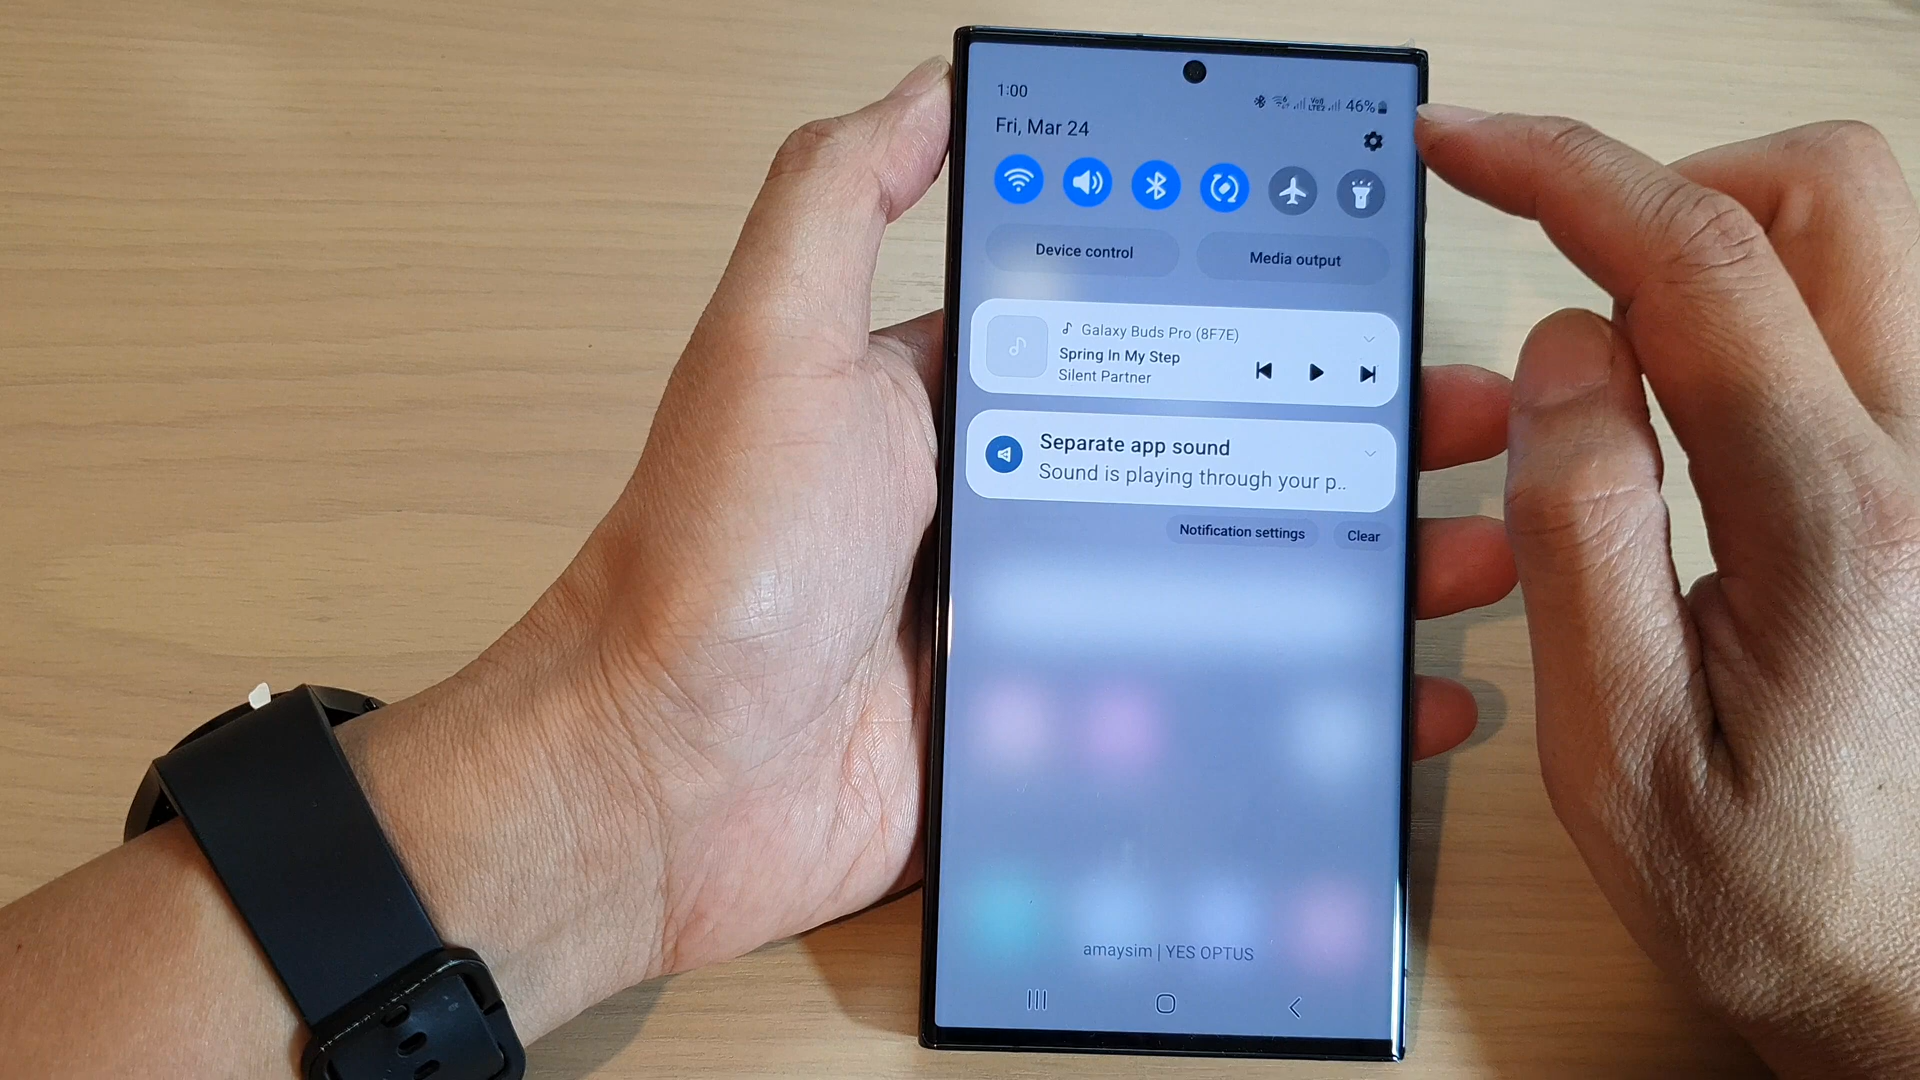 1:00
46%
Fri, Mar 24
Device control
Media output
Galaxy Buds Pro (8F7E)
Spring In My Step
Silent Partner
Separate app sound
Sound is playing through your p..
Notification settings
Clear
amaysim | YES OPTUS